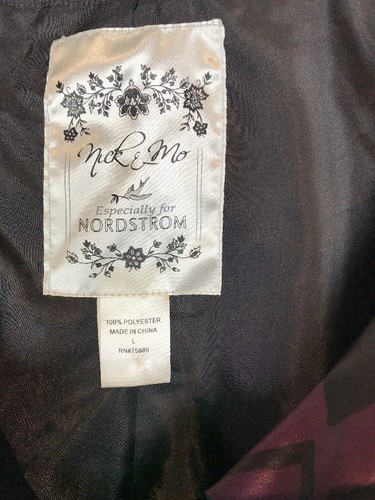 Nick & Mo
Especially for
NORDSTROM
100% POLYESTER
MADE IN CHINA
L